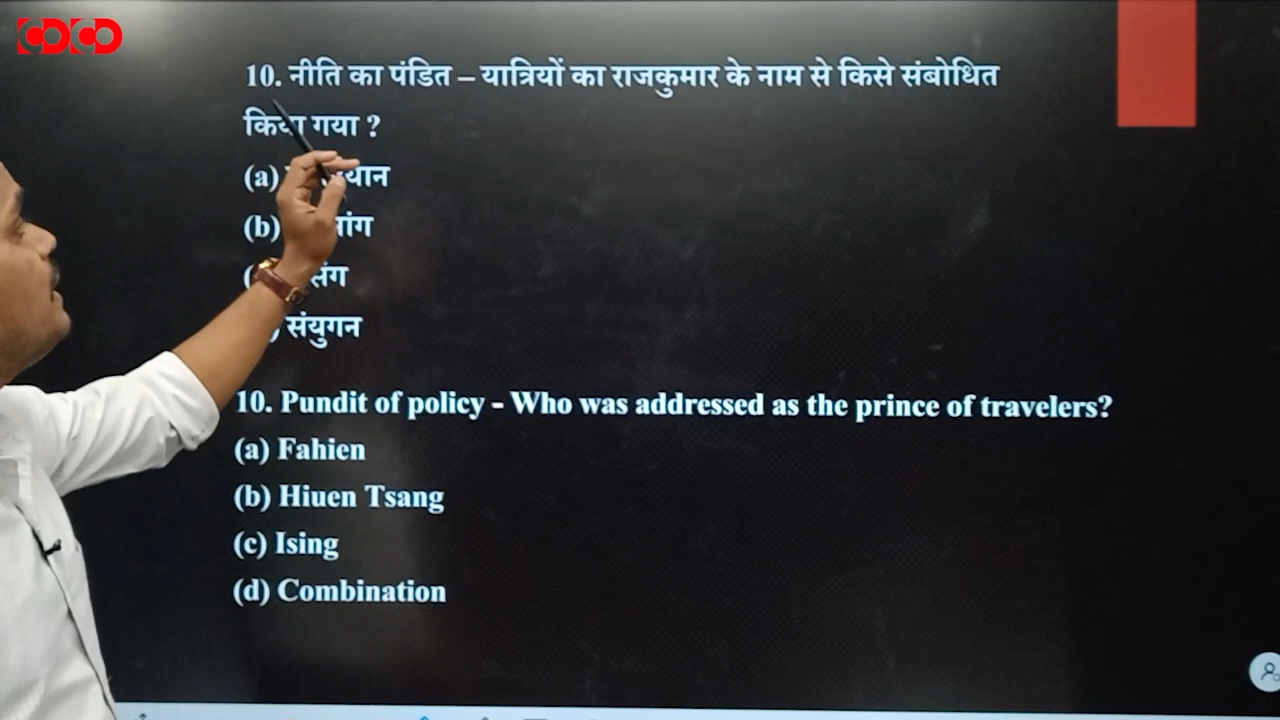 COCO
10. नीति का पंडित – यात्रियों का राजकुमार के नाम से किसे संबोधित
किया गया ?
(a)
(b)
संयुगन
10. Pundit of policy - Who was addressed as the prince of travelers?
(a) Fahien
(b) Hiuen Tsang
(c) Ising
(d) Combination